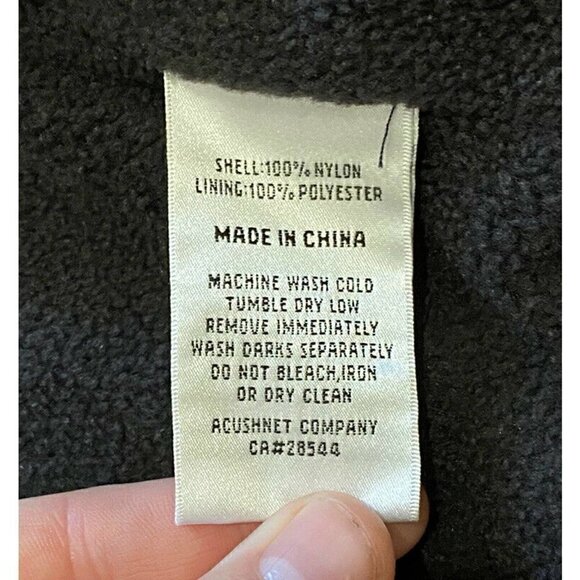 SHELL:100% NYLON
LINING:100% POLYESTER
MADE IN CHINA
MACHINE WASH COLD
TUMBLE DRY LOW
REMOVE IMMEDIATELY
WASH DARKS SEPARATELY
DO NOT BLEACH,IRON
OR DRY CLEAN
ACUSHNET COMPANY
CA#28544